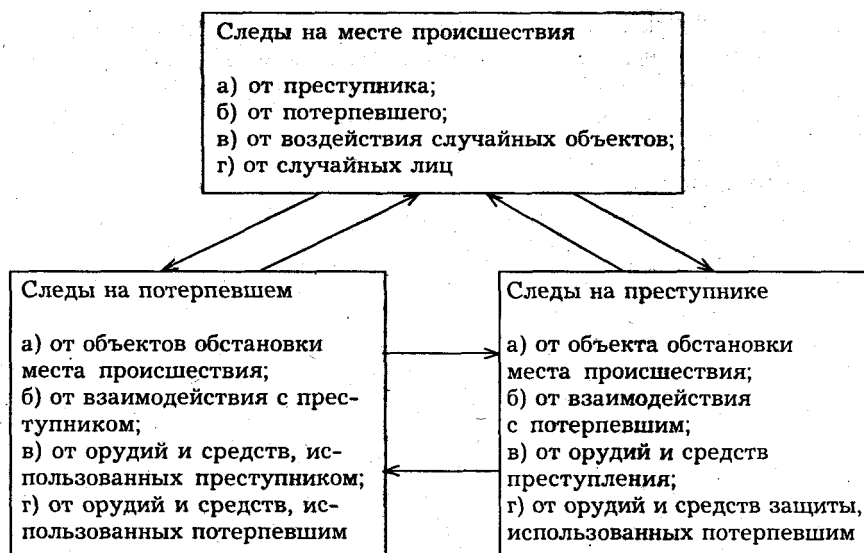 Следы на месте происшествия
а) от преступника;
б) от потерпевшего;
в) от воздействия случайных объектов;
г) от случайных лиц
Следы на потерпевшем
а) от объектов обстановки
места происшествия;
б) от взаимодействия с прес-
тупником;
в) от орудий и средств, ис-
пользованных преступником;
г) от орудий и средств, ис-
пользованных потерпевшим
Следы на преступнике
а) от объекта обстановки
места происшествия;
б) от взаимодействия
с потерпевшим;
в) от орудий и средств
преступления;
г) от орудий и средств защиты,
использованных потерпевшим